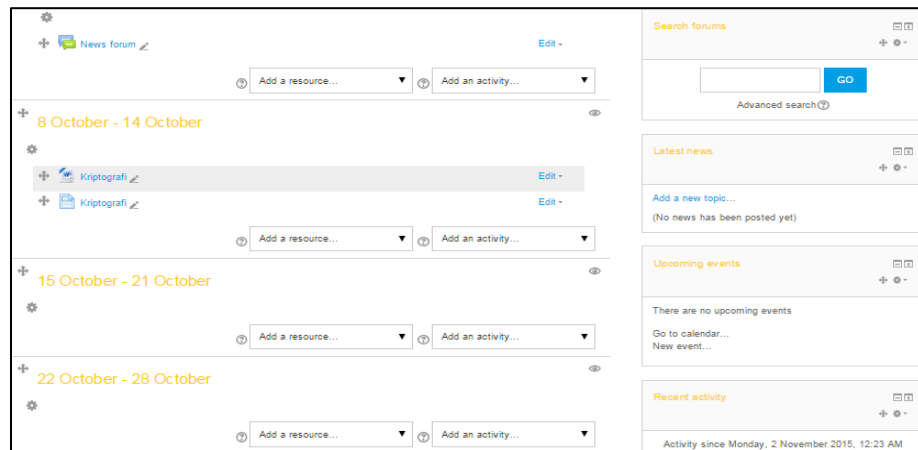 News forum
Edit
Add a resource...
Add an activity...
8 October - 14 October
Kriptografi
Edit
Kriptografi
Edit
Add a resource...
Add an activity...
15 October - 21 October
Add a resource...
Add an activity...
22 October - 28 October
Add a resource...
Add an activity...
Search forums
GO
Advanced search
Latest news
Add a new topic...
(No news has been posted yet)
Upcoming events
There are no upcoming events
Go to calendar...
New event...
Recent activity
Activity since Monday, 2 November 2015, 12:23 AM